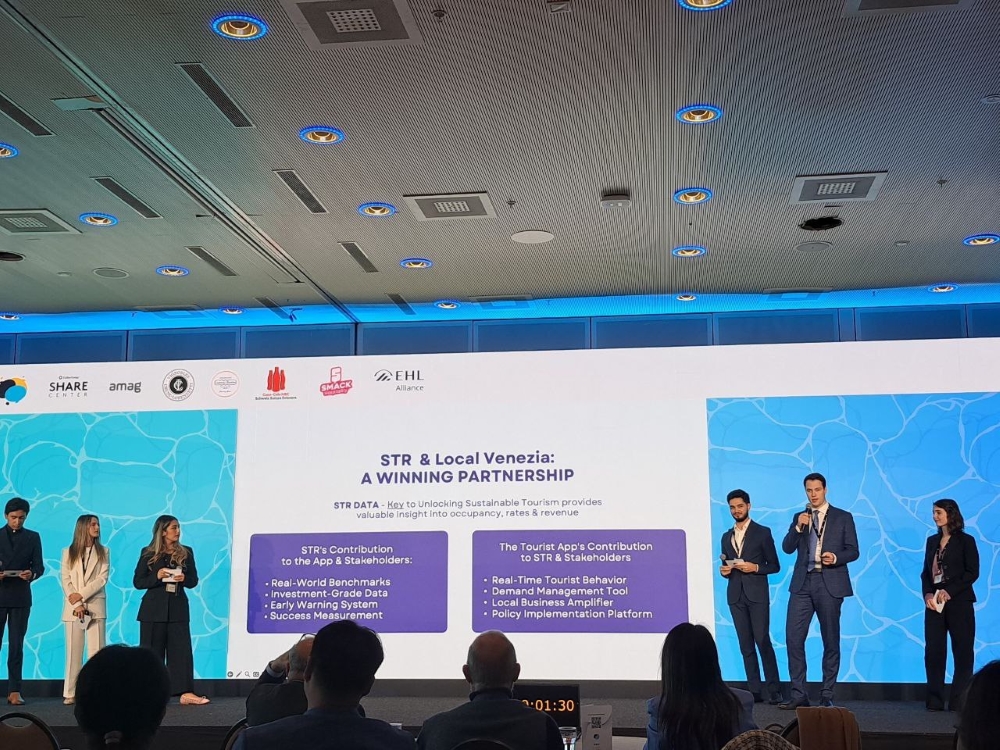 SHARE
CENTER
amag
SMACK
EHL
Alliance
STR & Local Venezia:
A WINNING PARTNERSHIP
STR DATA - Key to Unlocking Sustainable Tourism provides
valuable insight into occupancy, rates & revenue
STR's Contribution
to the App & Stakeholders:
• Real-World Benchmarks
• Investment-Grade Data
• Early Warning System
• Success Measurement
The Tourist App's Contribution
to STR & Stakeholders
• Real-Time Tourist Behavior
• Demand Management Tool
• Local Business Amplifier
• Policy Implementation Platform
:01:30